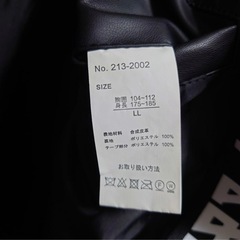 No. 213-2002
SIZE
胸囲 104~112
身長 175~185
LL
表地材料 合成皮革
裏地 ポリエステル 100%
テープ部分 ポリエステル 100%
お取り扱い方法